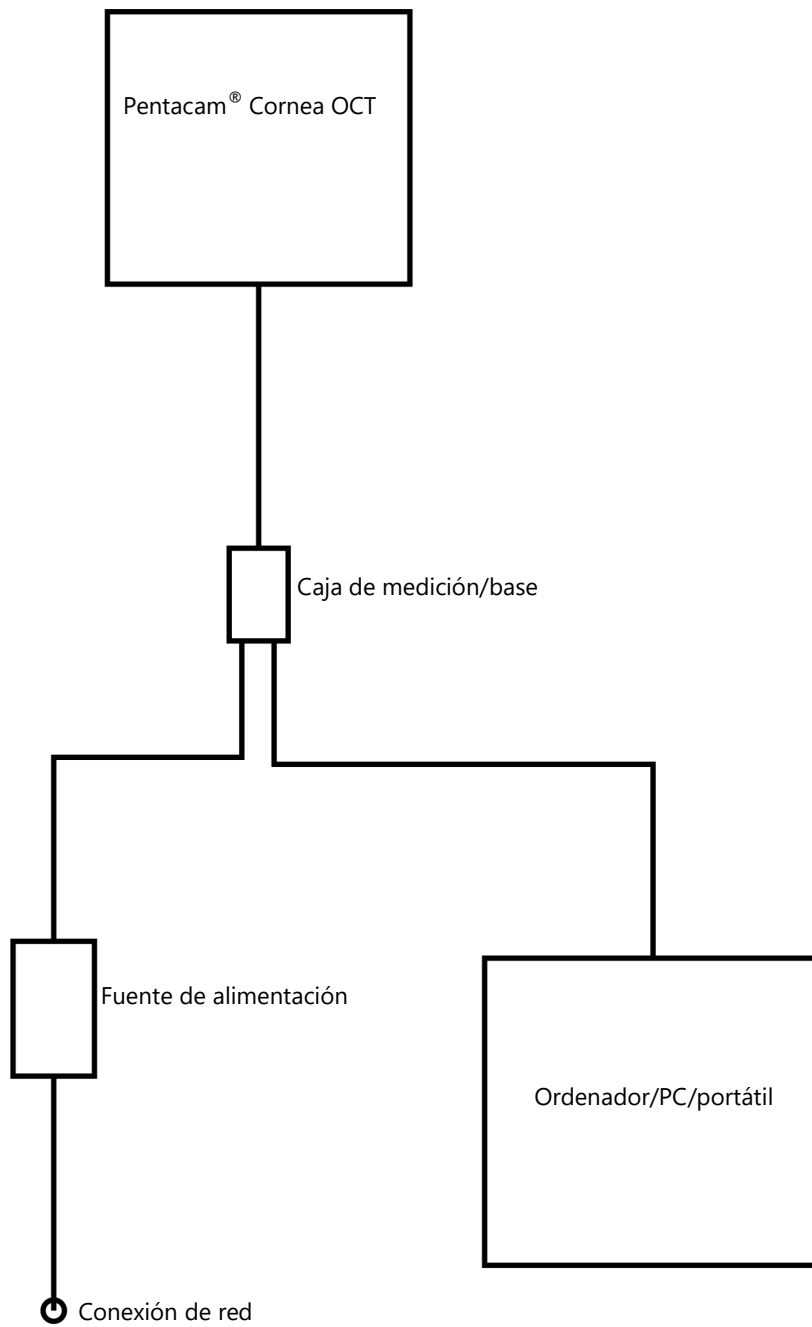 Pentacam® Cornea OCT
Caja de medición/base
Fuente de alimentación
Ordenador/PC/portátil
Conexión de red